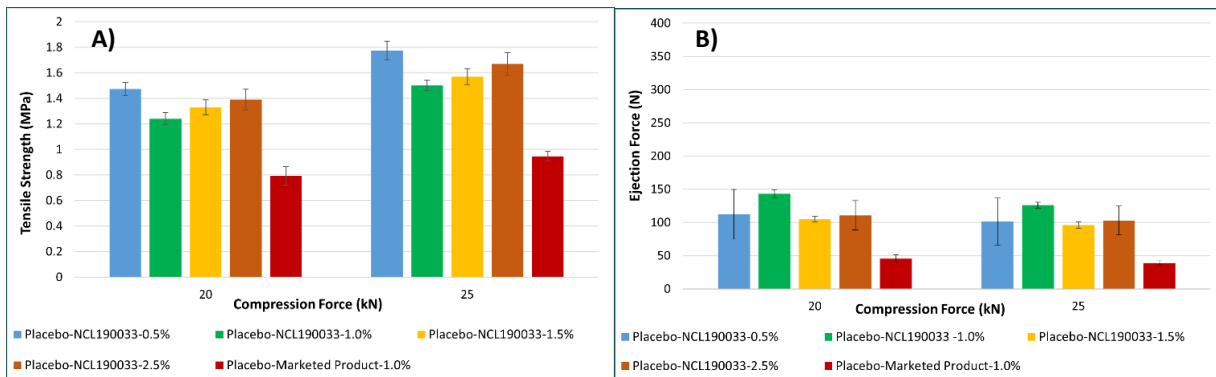 A)
Tensile Strength (MPa)
2
1.8
1.6
1.4
1.2
1
0.8
0.6
0.4
0.2
0
20
25
Compression Force (kN)
Placebo-NCL190033-0.5%
Placebo-NCL190033-1.0%
Placebo-NCL190033-1.5%
Placebo-NCL190033-2.5%
Placebo-Marketed Product-1.0%
B)
Ejection Force (N)
400
350
300
250
200
150
100
50
0
20
25
Compression Force (kN)
Placebo-NCL190033-0.5%
Placebo-NCL190033 -1.0%
Placebo-NCL190033-1.5%
Placebo-NCL190033-2.5%
Placebo-Marketed Product-1.0%